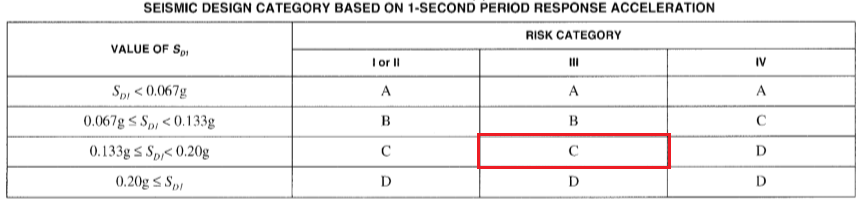 SEISMIC DESIGN CATEGORY BASED ON 1-SECOND PERIOD RESPONSE ACCELERATION
VALUE OF S_D1 RISK CATEGORY
I or II III IV
S_D1 < 0.067g A A A
0.067g ≤ S_D1 < 0.133g B B C
0.133g ≤ S_D1 < 0.20g C C D
0.20g ≤ S_D1 D D D